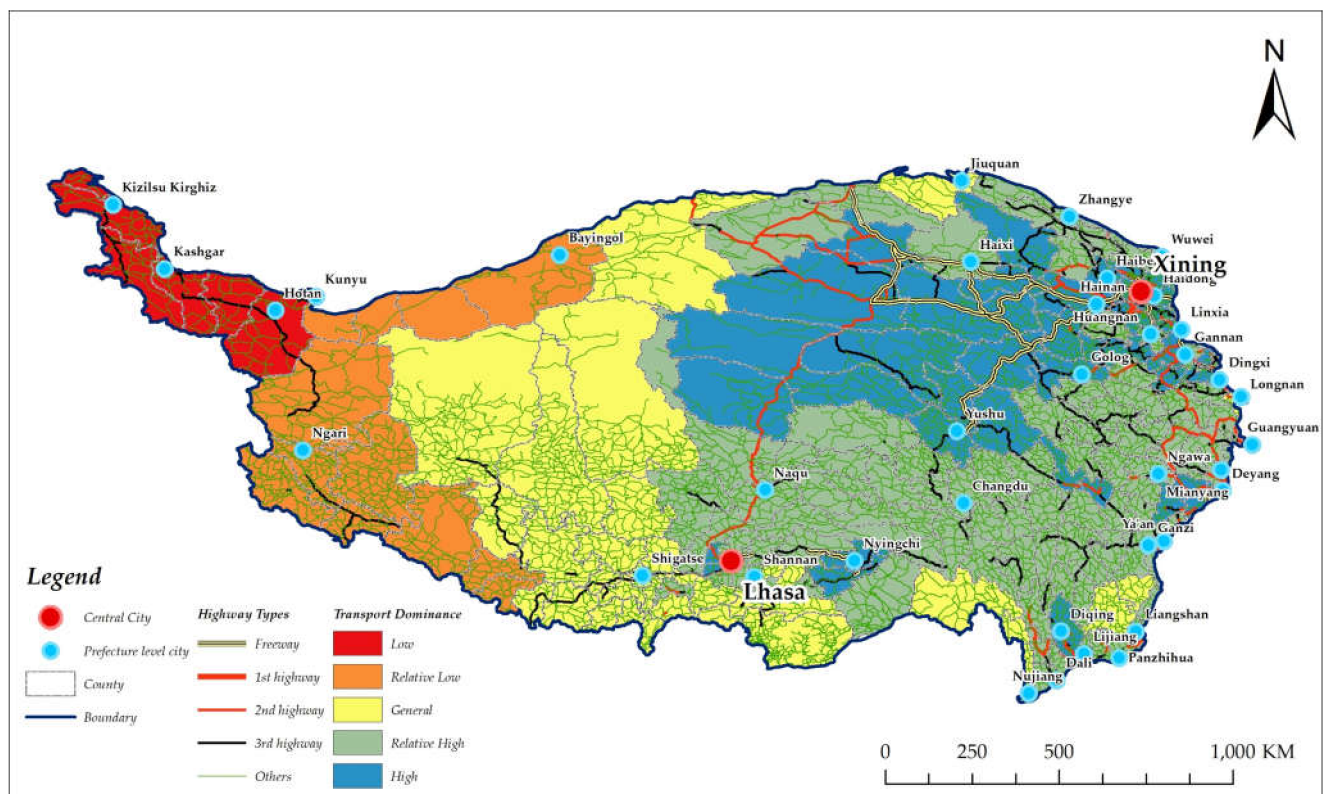 N
Jiuquan
Kizilsu Kirghiz
Zhangye
Bayingol
Wuwei
Haixi
Haibe
Xining
Kashgar
Kunyu
Hotan
Hainan
Haidong
Huangnan
Linxia
Gannan
Golog
Dingxi
Longnan
Yushu
Guangyuan
Ngari
Ngawa
Deyang
Naqu
Changdu
Mianyang
Ya'an
Ganzi
Shigatse
Shannan
Nyingchi
Lhasa
Diqing
Liangshan
Lijiang
Dali
Panzhihua
Nujiang
Legend
Central City
Prefecture level city
County
Boundary
Highway Types
Freeway
1st highway
2nd highway
3rd highway
Others
Transport Dominance
Low
Relative Low
General
Relative High
High
0 250 500 1,000 KM